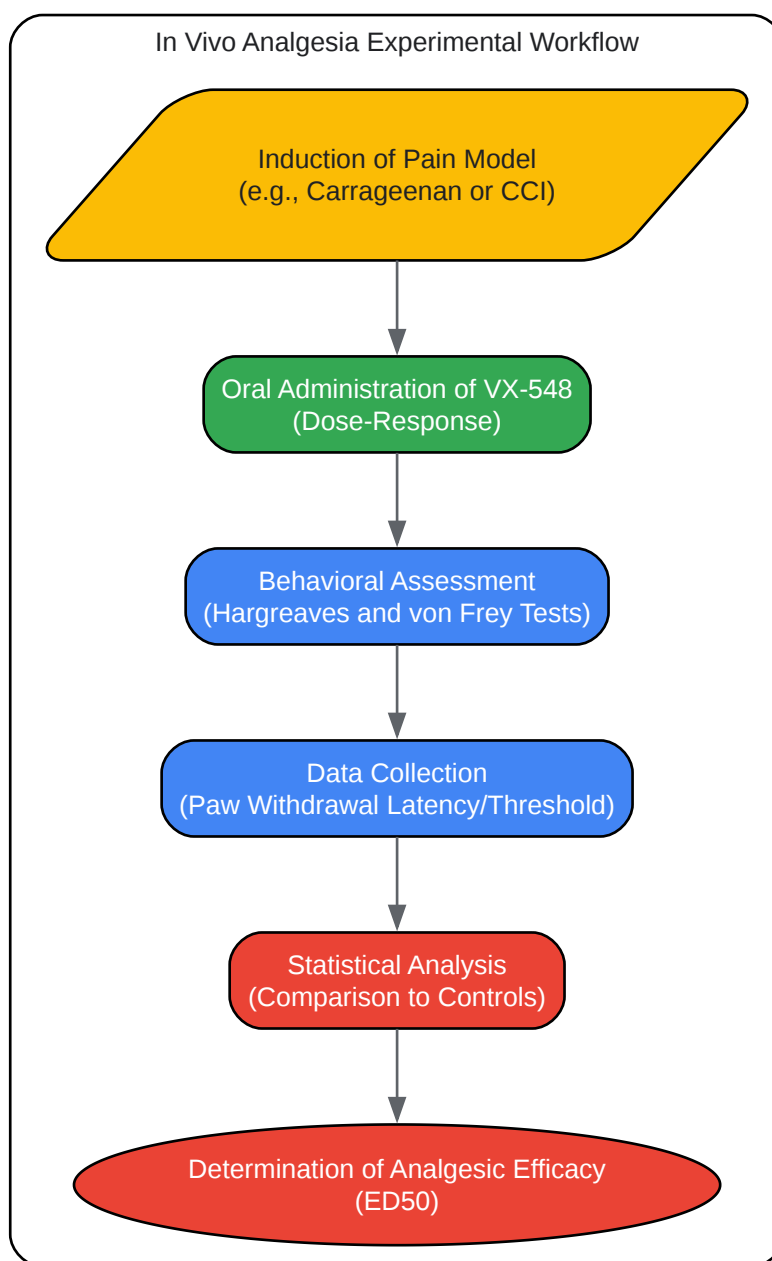 In Vivo Analgesia Experimental Workflow
Induction of Pain Model
(e.g., Carrageenan or CCI)
Oral Administration of VX-548
(Dose-Response)
Behavioral Assessment
(Hargreaves and von Frey Tests)
Data Collection
(Paw Withdrawal Latency/Threshold)
Statistical Analysis
(Comparison to Controls)
Determination of Analgesic Efficacy
(ED50)